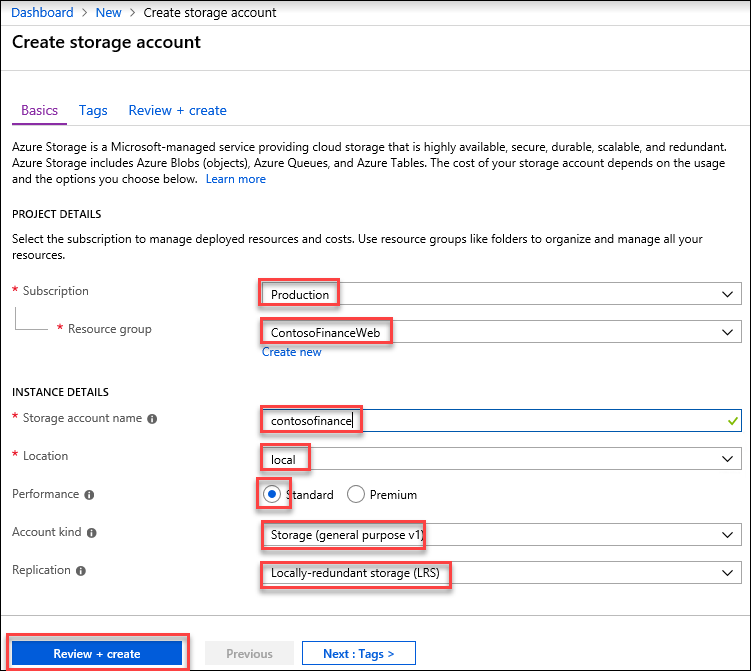 Dashboard > New > Create storage account
Create storage account
Basics Tags Review + create
Azure Storage is a Microsoft-managed service providing cloud storage that is highly available, secure, durable, scalable, and redundant.
Azure Storage includes Azure Blobs (objects), Azure Queues, and Azure Tables. The cost of your storage account depends on the usage
and the options you choose below. Learn more
PROJECT DETAILS
Select the subscription to manage deployed resources and costs. Use resource groups like folders to organize and manage all your
resources.
* Subscription Production
* Resource group ContosoFinanceWeb
Create new
INSTANCE DETAILS
* Storage account name contosofinance
* Location local
Performance Standard Premium
Account kind Storage (general purpose v1)
Replication Locally-redundant storage (LRS)
Review + create Previous Next : Tags >